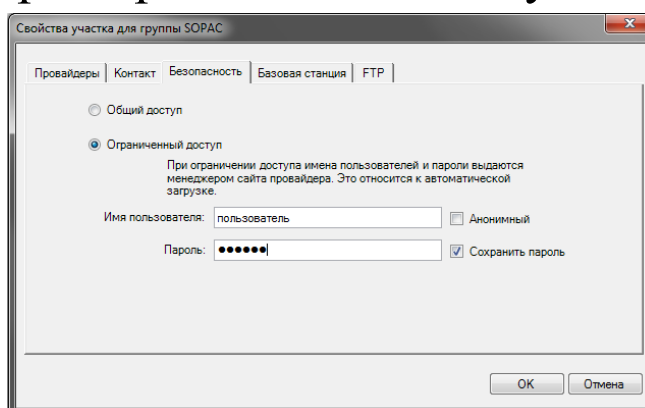 Свойства участка для группы SOPAC
Провайдеры Контакт Безопасность Базовая станция FTP
Общий доступ
Ограниченный доступ
При ограничении доступа имена пользователей и пароли выдаются
менеджером сайта провайдера. Это относится к автоматической
загрузке.
Имя пользователя: пользователь Анонимный
Пароль: ●●●●●● Сохранить пароль
OK Отмена